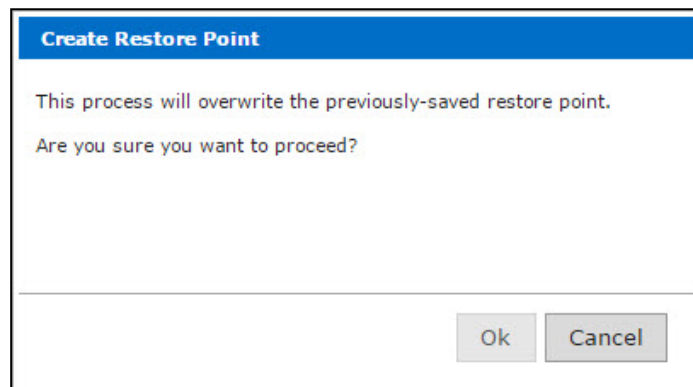 Create Restore Point
This process will overwrite the previously-saved restore point.
Are you sure you want to proceed?
Ok
Cancel